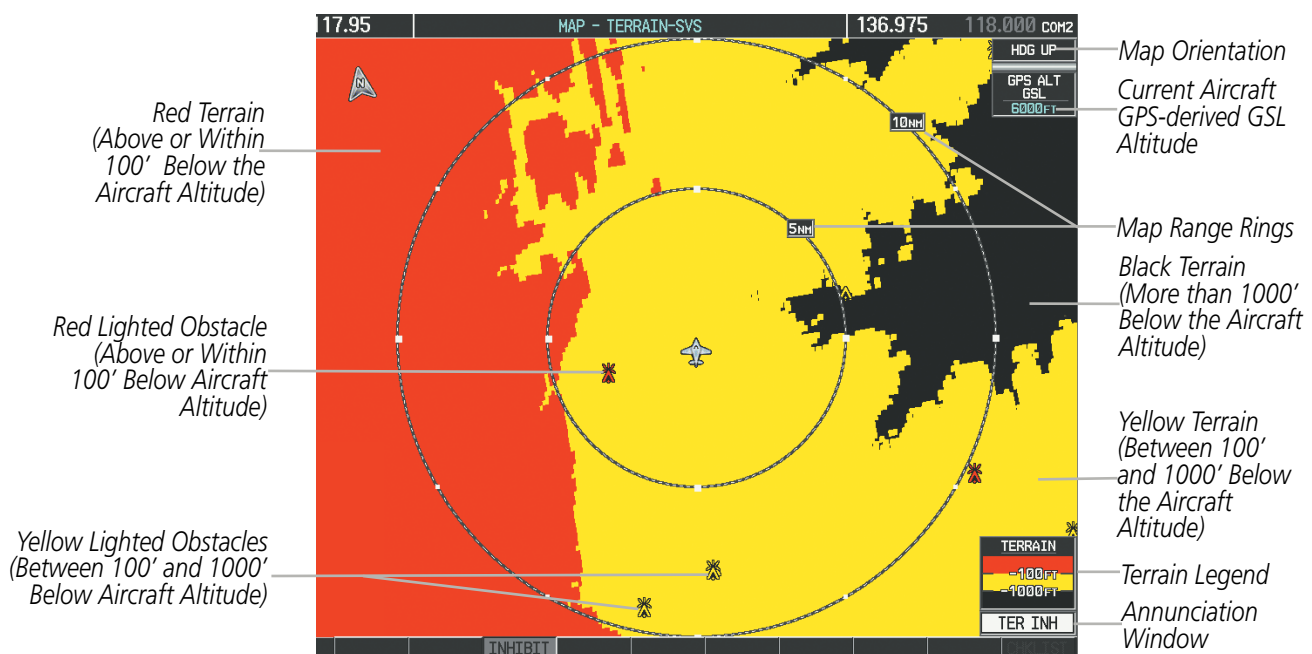 117.95
MAP - TERRAIN-SVS
136.975
118.000 COM2
HDG UP
GPS ALT
GSL
6000FT
N
10NM
5NM
TERRAIN
-100FT
-1000FT
TER INH
INHIBIT
Red Terrain
(Above or Within
100' Below the
Aircraft Altitude)
Red Lighted Obstacle
(Above or Within
100' Below Aircraft
Altitude)
Yellow Lighted Obstacles
(Between 100' and 1000'
Below Aircraft Altitude)
Map Orientation
Current Aircraft
GPS-derived GSL
Altitude
Map Range Rings
Black Terrain
(More than 1000'
Below the Aircraft
Altitude)
Yellow Terrain
(Between 100'
and 1000' Below
the Aircraft
Altitude)
Terrain Legend
Annunciation
Window